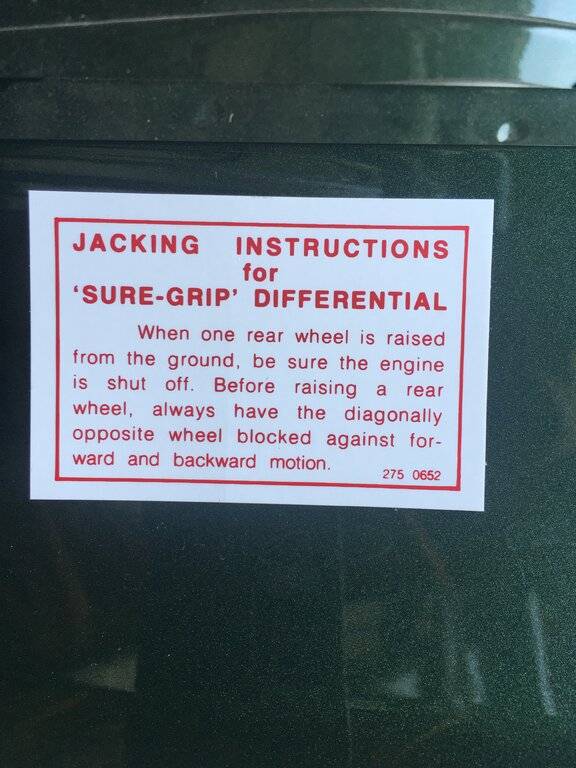 JACKING INSTRUCTIONS
for
‘SURE-GRIP’ DIFFERENTIAL
When one rear wheel is raised
from the ground, be sure the engine
is shut off. Before raising a rear
wheel, always have the diagonally
opposite wheel blocked against for-
ward and backward motion.
275 0652